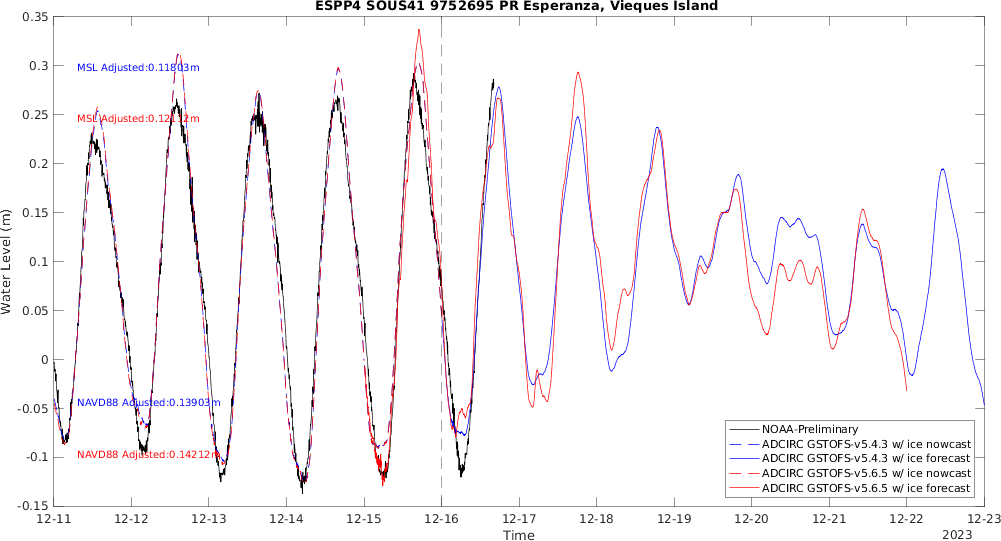 ESPP4 SOUS41 9752695 PR Esperanza, Vieques Island
0.35
0.3
0.25
0.2
0.15
0.1
0.05
0
-0.05
-0.1
-0.15
Water Level (m)
MSL Adjusted:0.11803m
MSL Adjusted:0.12112m
NAVD88 Adjusted:0.13903m
NAVD88 Adjusted:0.14212m
NOAA-Preliminary
ADCIRC GSTOFS-v5.4.3 w/ ice nowcast
ADCIRC GSTOFS-v5.4.3 w/ ice forecast
ADCIRC GSTOFS-v5.6.5 w/ ice nowcast
ADCIRC GSTOFS-v5.6.5 w/ ice forecast
12-11 12-12 12-13 12-14 12-15 12-16 12-17 12-18 12-19 12-20 12-21 12-22 12-23
Time
2023